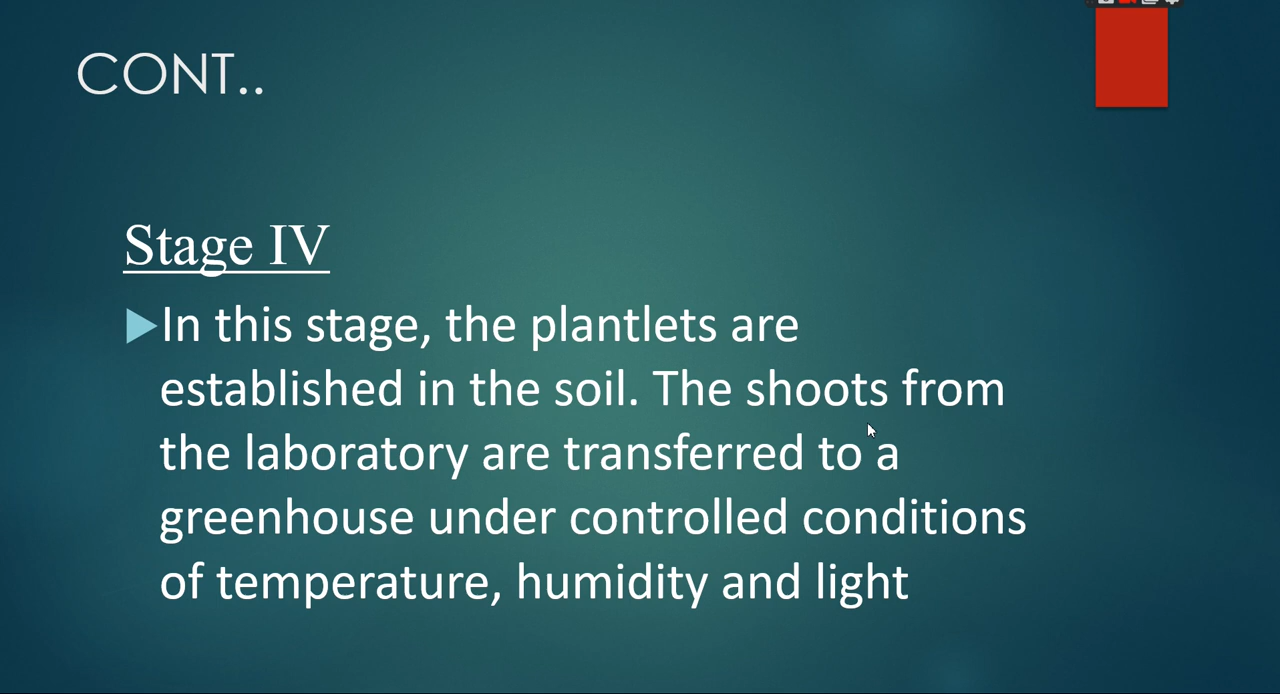 CONT..
Stage IV
In this stage, the plantlets are
established in the soil. The shoots from
the laboratory are transferred to a
greenhouse under controlled conditions
of temperature, humidity and light